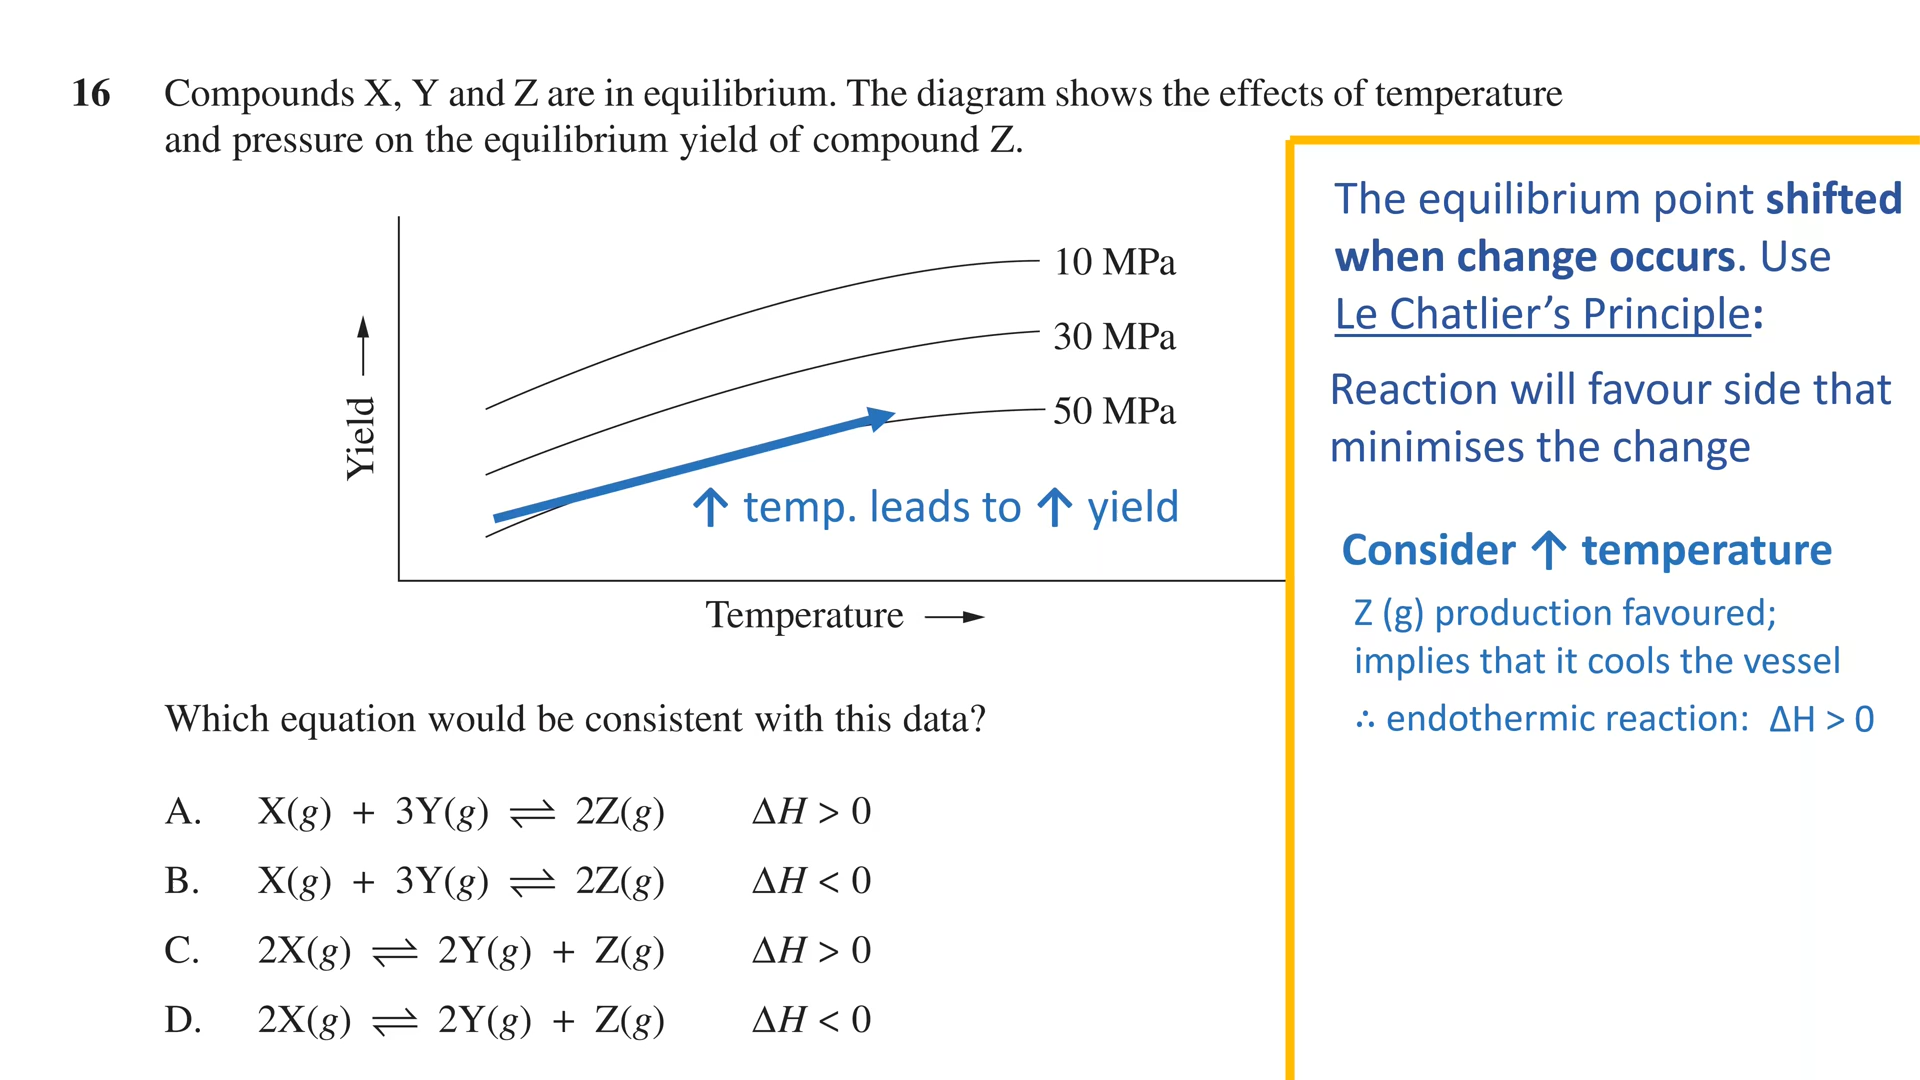 16 Compounds X, Y and Z are in equilibrium. The diagram shows the effects of temperature
and pressure on the equilibrium yield of compound Z.
Yield →
10 MPa
30 MPa
50 MPa
↑ temp. leads to ↑ yield
Temperature →
Which equation would be consistent with this data?
A. X(g) + 3Y(g) ⇌ 2Z(g) ΔH > 0
B. X(g) + 3Y(g) ⇌ 2Z(g) ΔH < 0
C. 2X(g) ⇌ 2Y(g) + Z(g) ΔH > 0
D. 2X(g) ⇌ 2Y(g) + Z(g) ΔH < 0
The equilibrium point shifted
when change occurs. Use
Le Chatlier’s Principle:
Reaction will favour side that
minimises the change
Consider ↑ temperature
Z (g) production favoured;
implies that it cools the vessel
∴ endothermic reaction: ΔH > 0